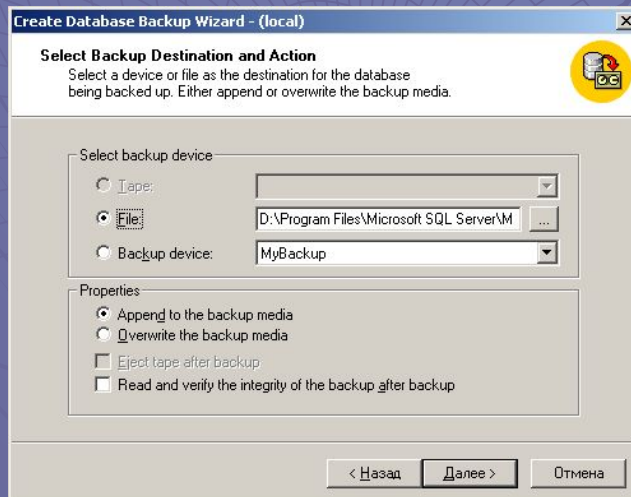 Create Database Backup Wizard - (local)
Select Backup Destination and Action
Select a device or file as the destination for the database
being backed up. Either append or overwrite the backup media.
Select backup device
Tape:
File:
D:\Program Files\Microsoft SQL Server\M
...
Backup device:
MyBackup
Properties
Append to the backup media
Overwrite the backup media
Eject tape after backup
Read and verify the integrity of the backup after backup
< Назад
Далее >
Отмена